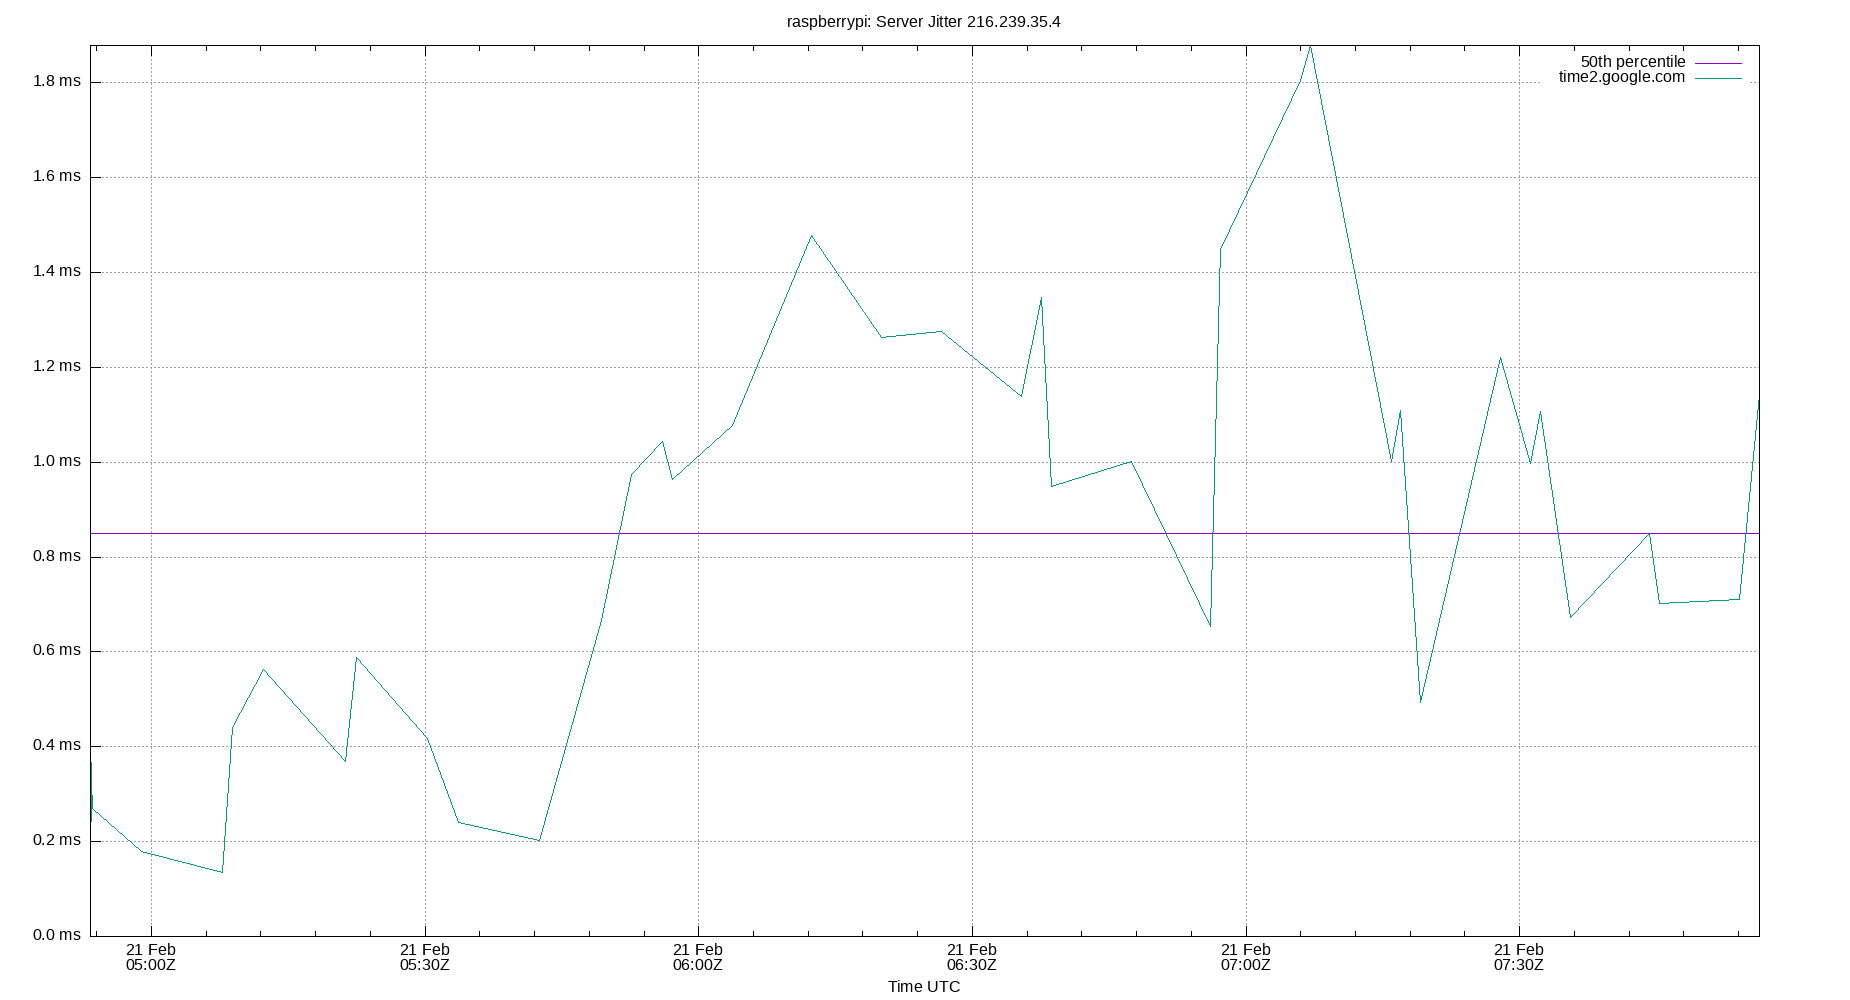 raspberrypi: Server Jitter 216.239.35.4
50th percentile
time2.google.com
1.8 ms
1.6 ms
1.4 ms
1.2 ms
1.0 ms
0.8 ms
0.6 ms
0.4 ms
0.2 ms
0.0 ms
21 Feb 21 Feb 21 Feb 21 Feb 21 Feb 21 Feb
05:00Z 05:30Z 06:00Z 06:30Z 07:00Z 07:30Z
Time UTC